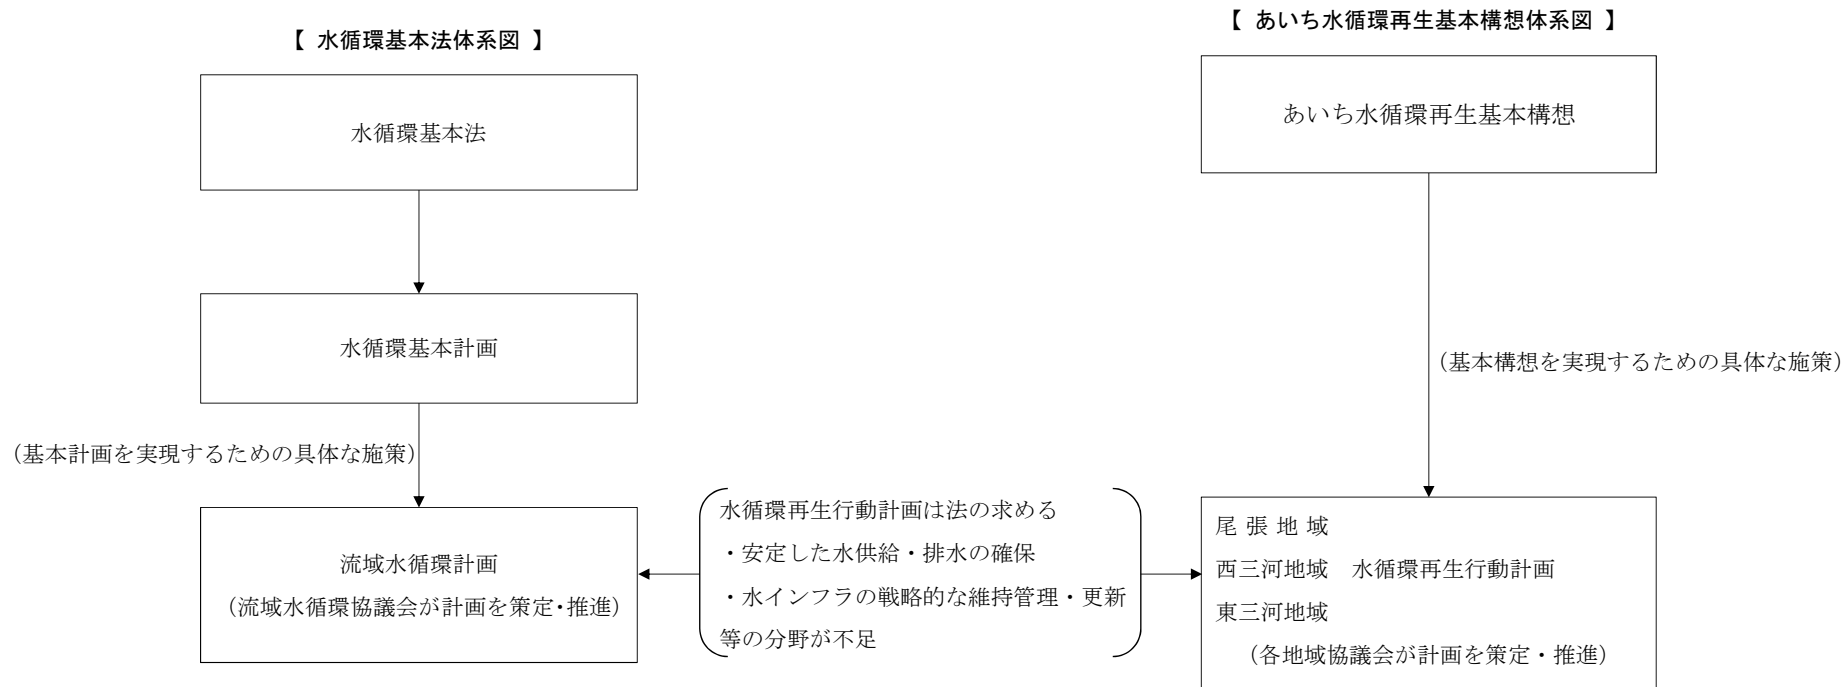 【 水循環基本法体系図 】
水循環基本法
水循環基本計画
（基本計画を実現するための具体な施策）
流域水循環計画
（流域水循環協議会が計画を策定・推進）
水循環再生行動計画は法の求める
・安定した水供給・排水の確保
・水インフラの戦略的な維持管理・更新
等の分野が不足
【 あいち水循環再生基本構想体系図 】
あいち水循環再生基本構想
（基本構想を実現するための具体な施策）
尾 張 地 域
西三河地域　水循環再生行動計画
東三河地域
（各地域協議会が計画を策定・推進）